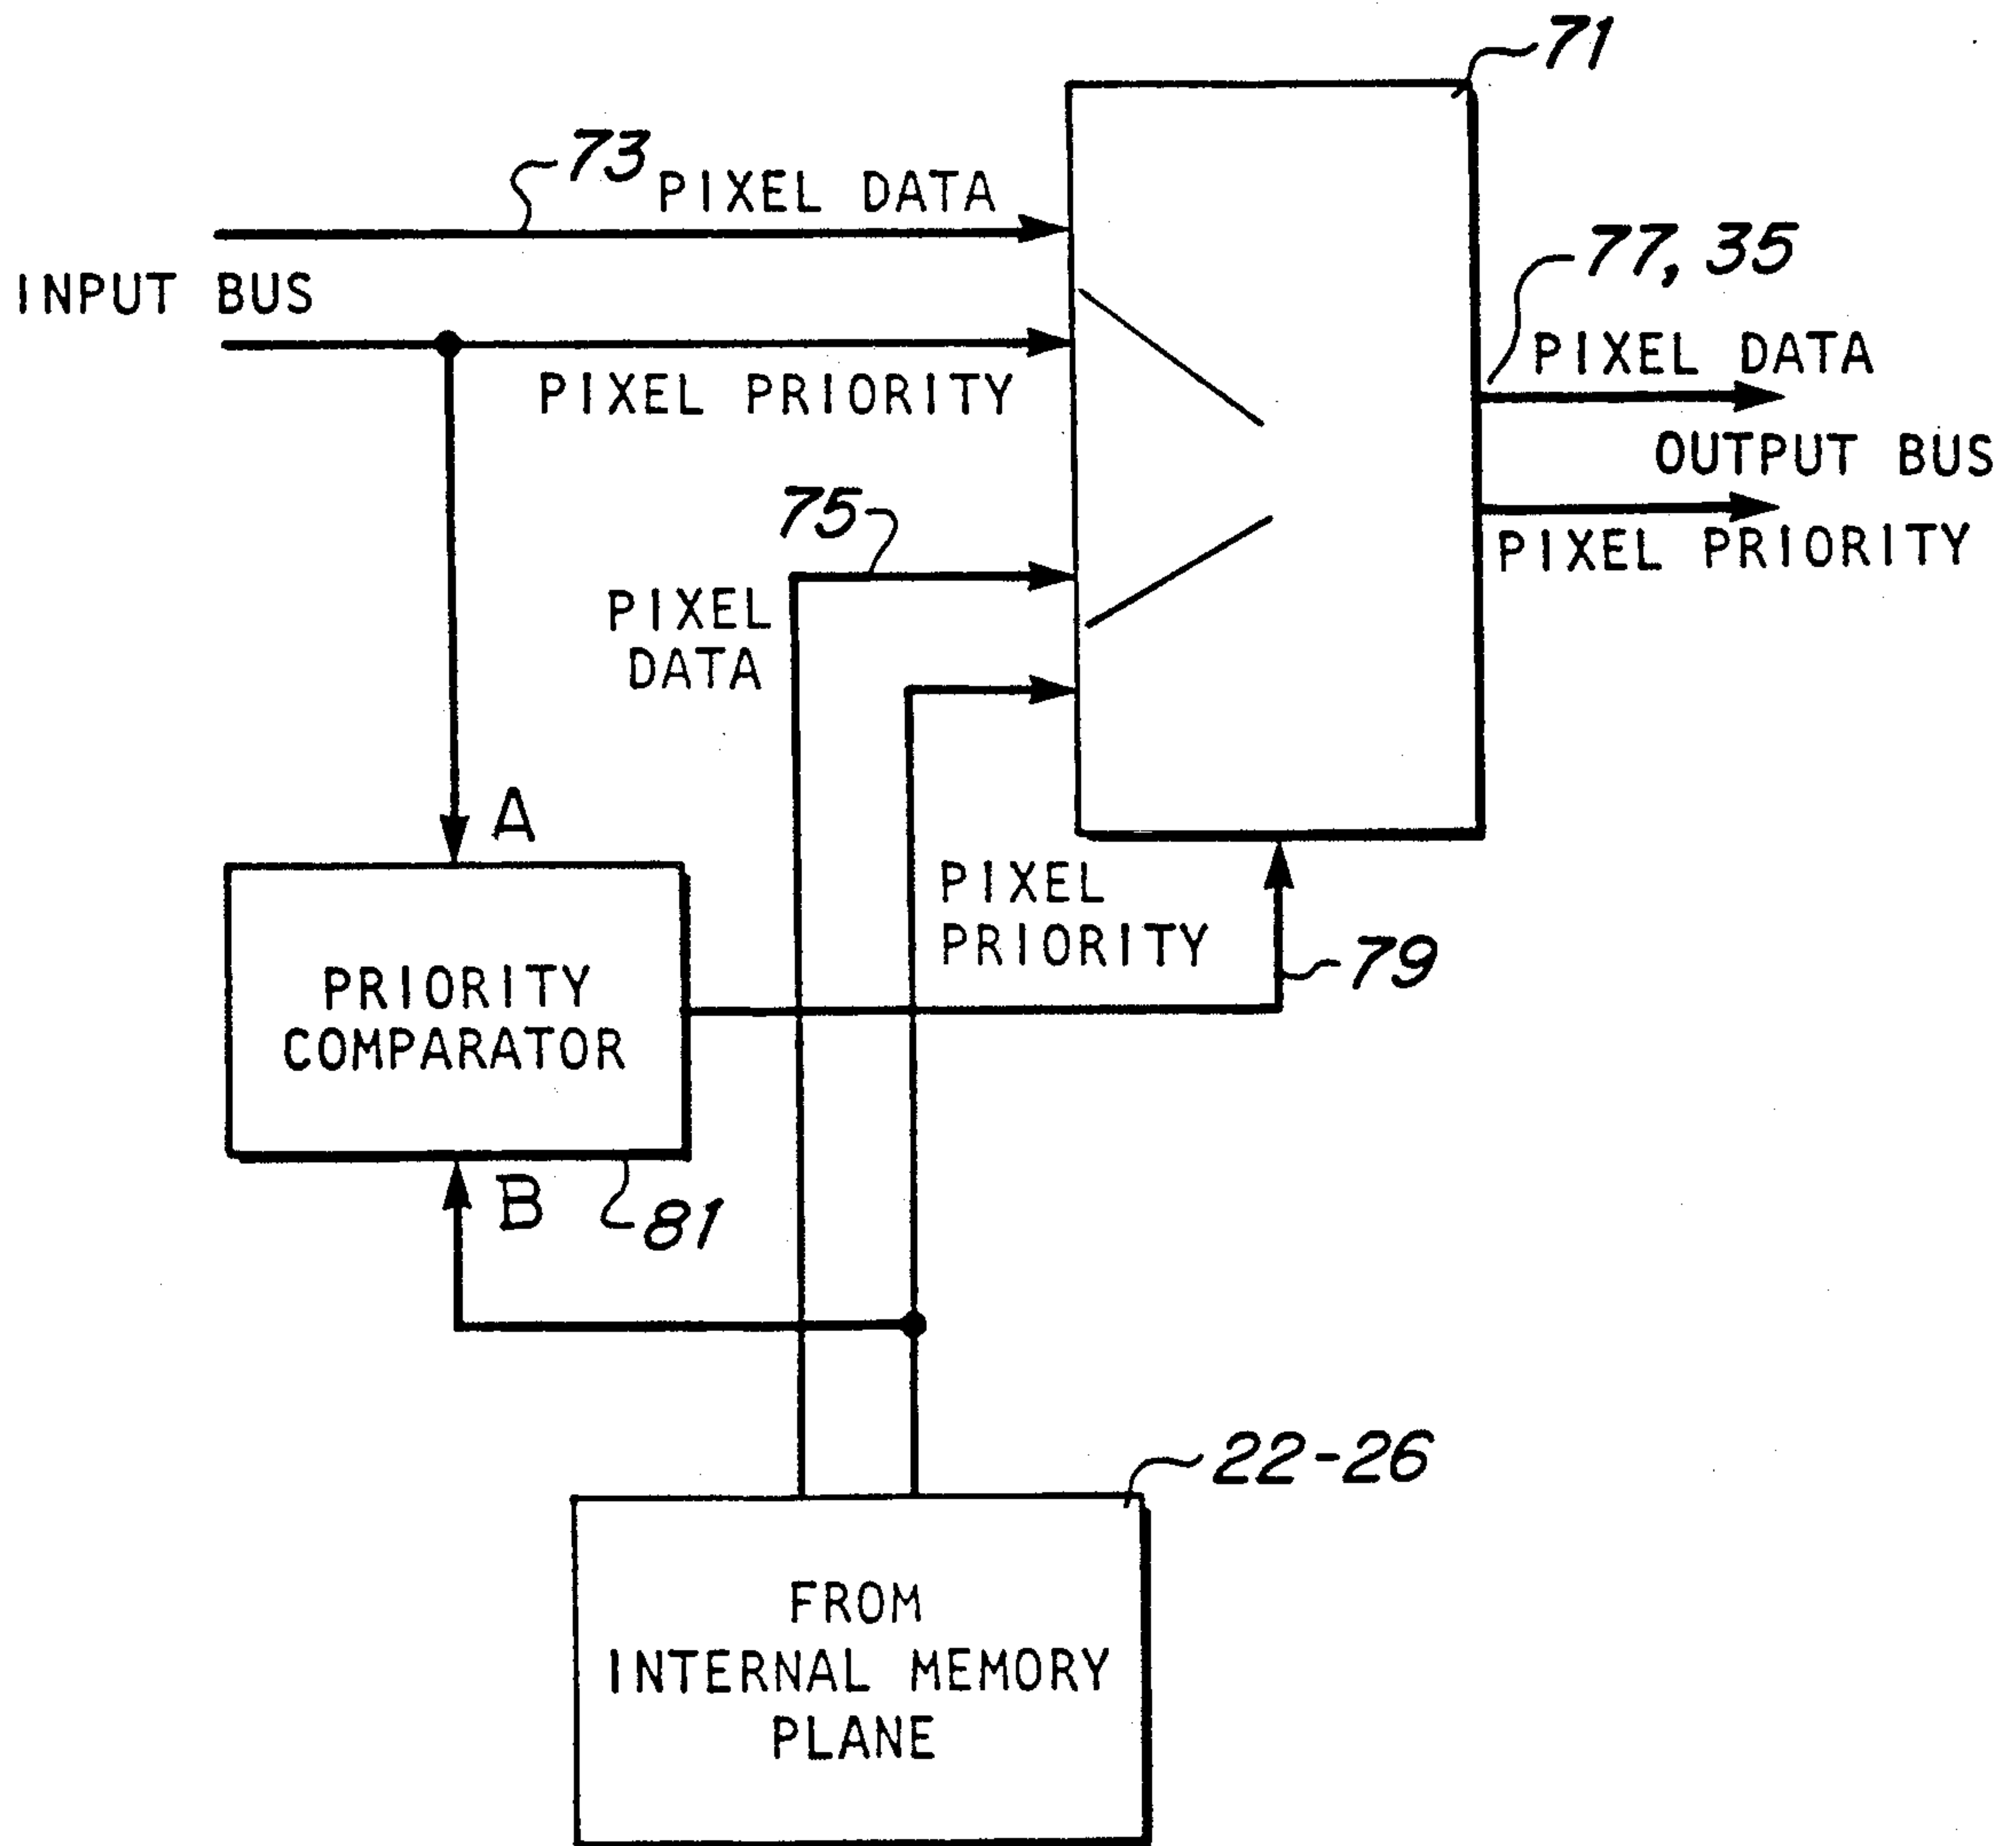 71
73
PIXEL DATA
77, 35
INPUT BUS
PIXEL DATA
PIXEL PRIORITY
OUTPUT BUS
75
PIXEL PRIORITY
PIXEL
DATA
A
PIXEL
PRIORITY
79
PRIORITY
COMPARATOR
B
81
22-26
FROM
INTERNAL MEMORY
PLANE